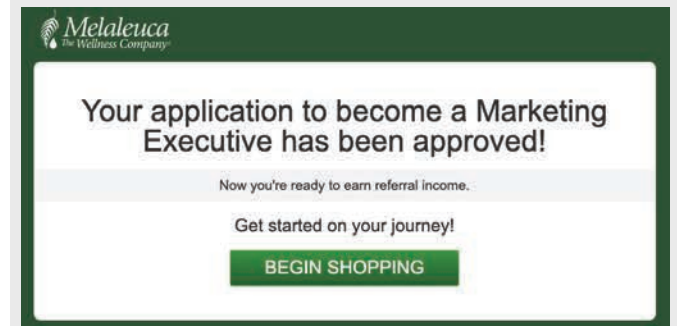 Melaleuca
The Wellness Company
Your application to become a Marketing
Executive has been approved!
Now you're ready to earn referral income.
Get started on your journey!
BEGIN SHOPPING